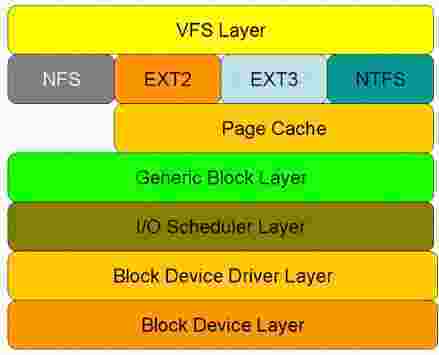 VFS Layer
NFS EXT2 EXT3 NTFS
Page Cache
Generic Block Layer
I/O Scheduler Layer
Block Device Driver Layer
Block Device Layer